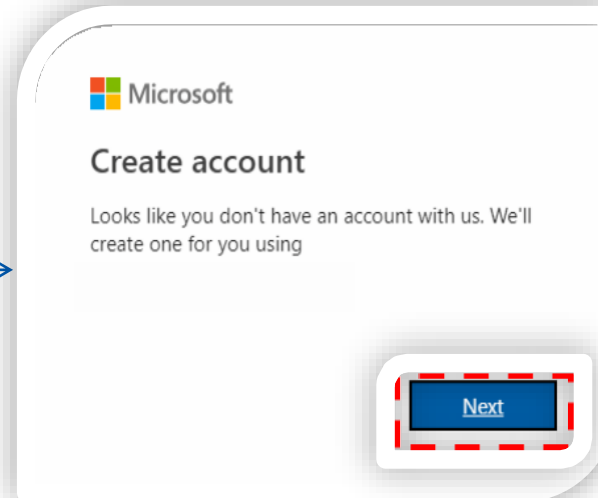 Microsoft
Create account
Looks like you don't have an account with us. We'll
create one for you using
Next